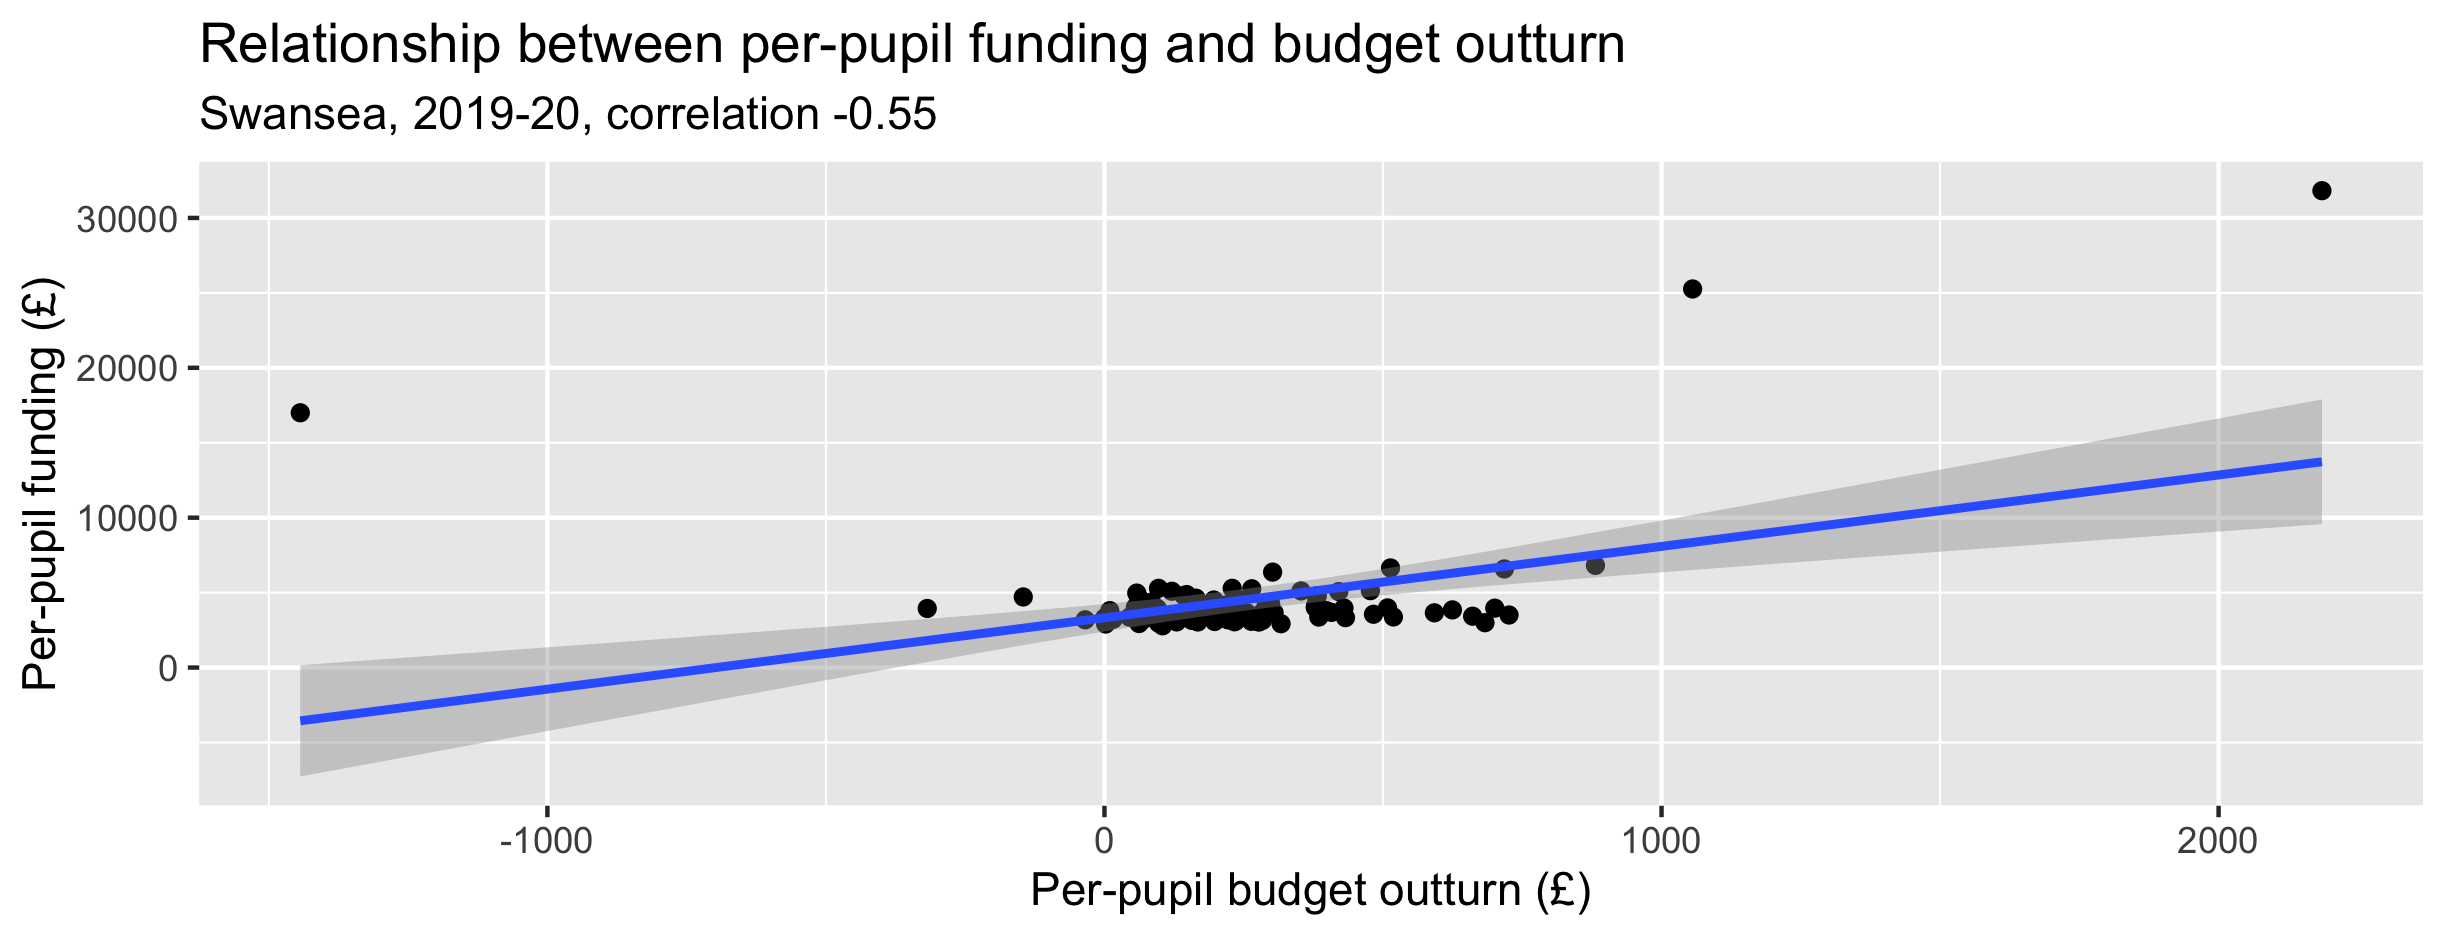 Relationship between per-pupil funding and budget outturn
Swansea, 2019-20, correlation -0.55
Per-pupil funding (£)
30000
20000
10000
0
-1000
0
1000
2000
Per-pupil budget outturn (£)